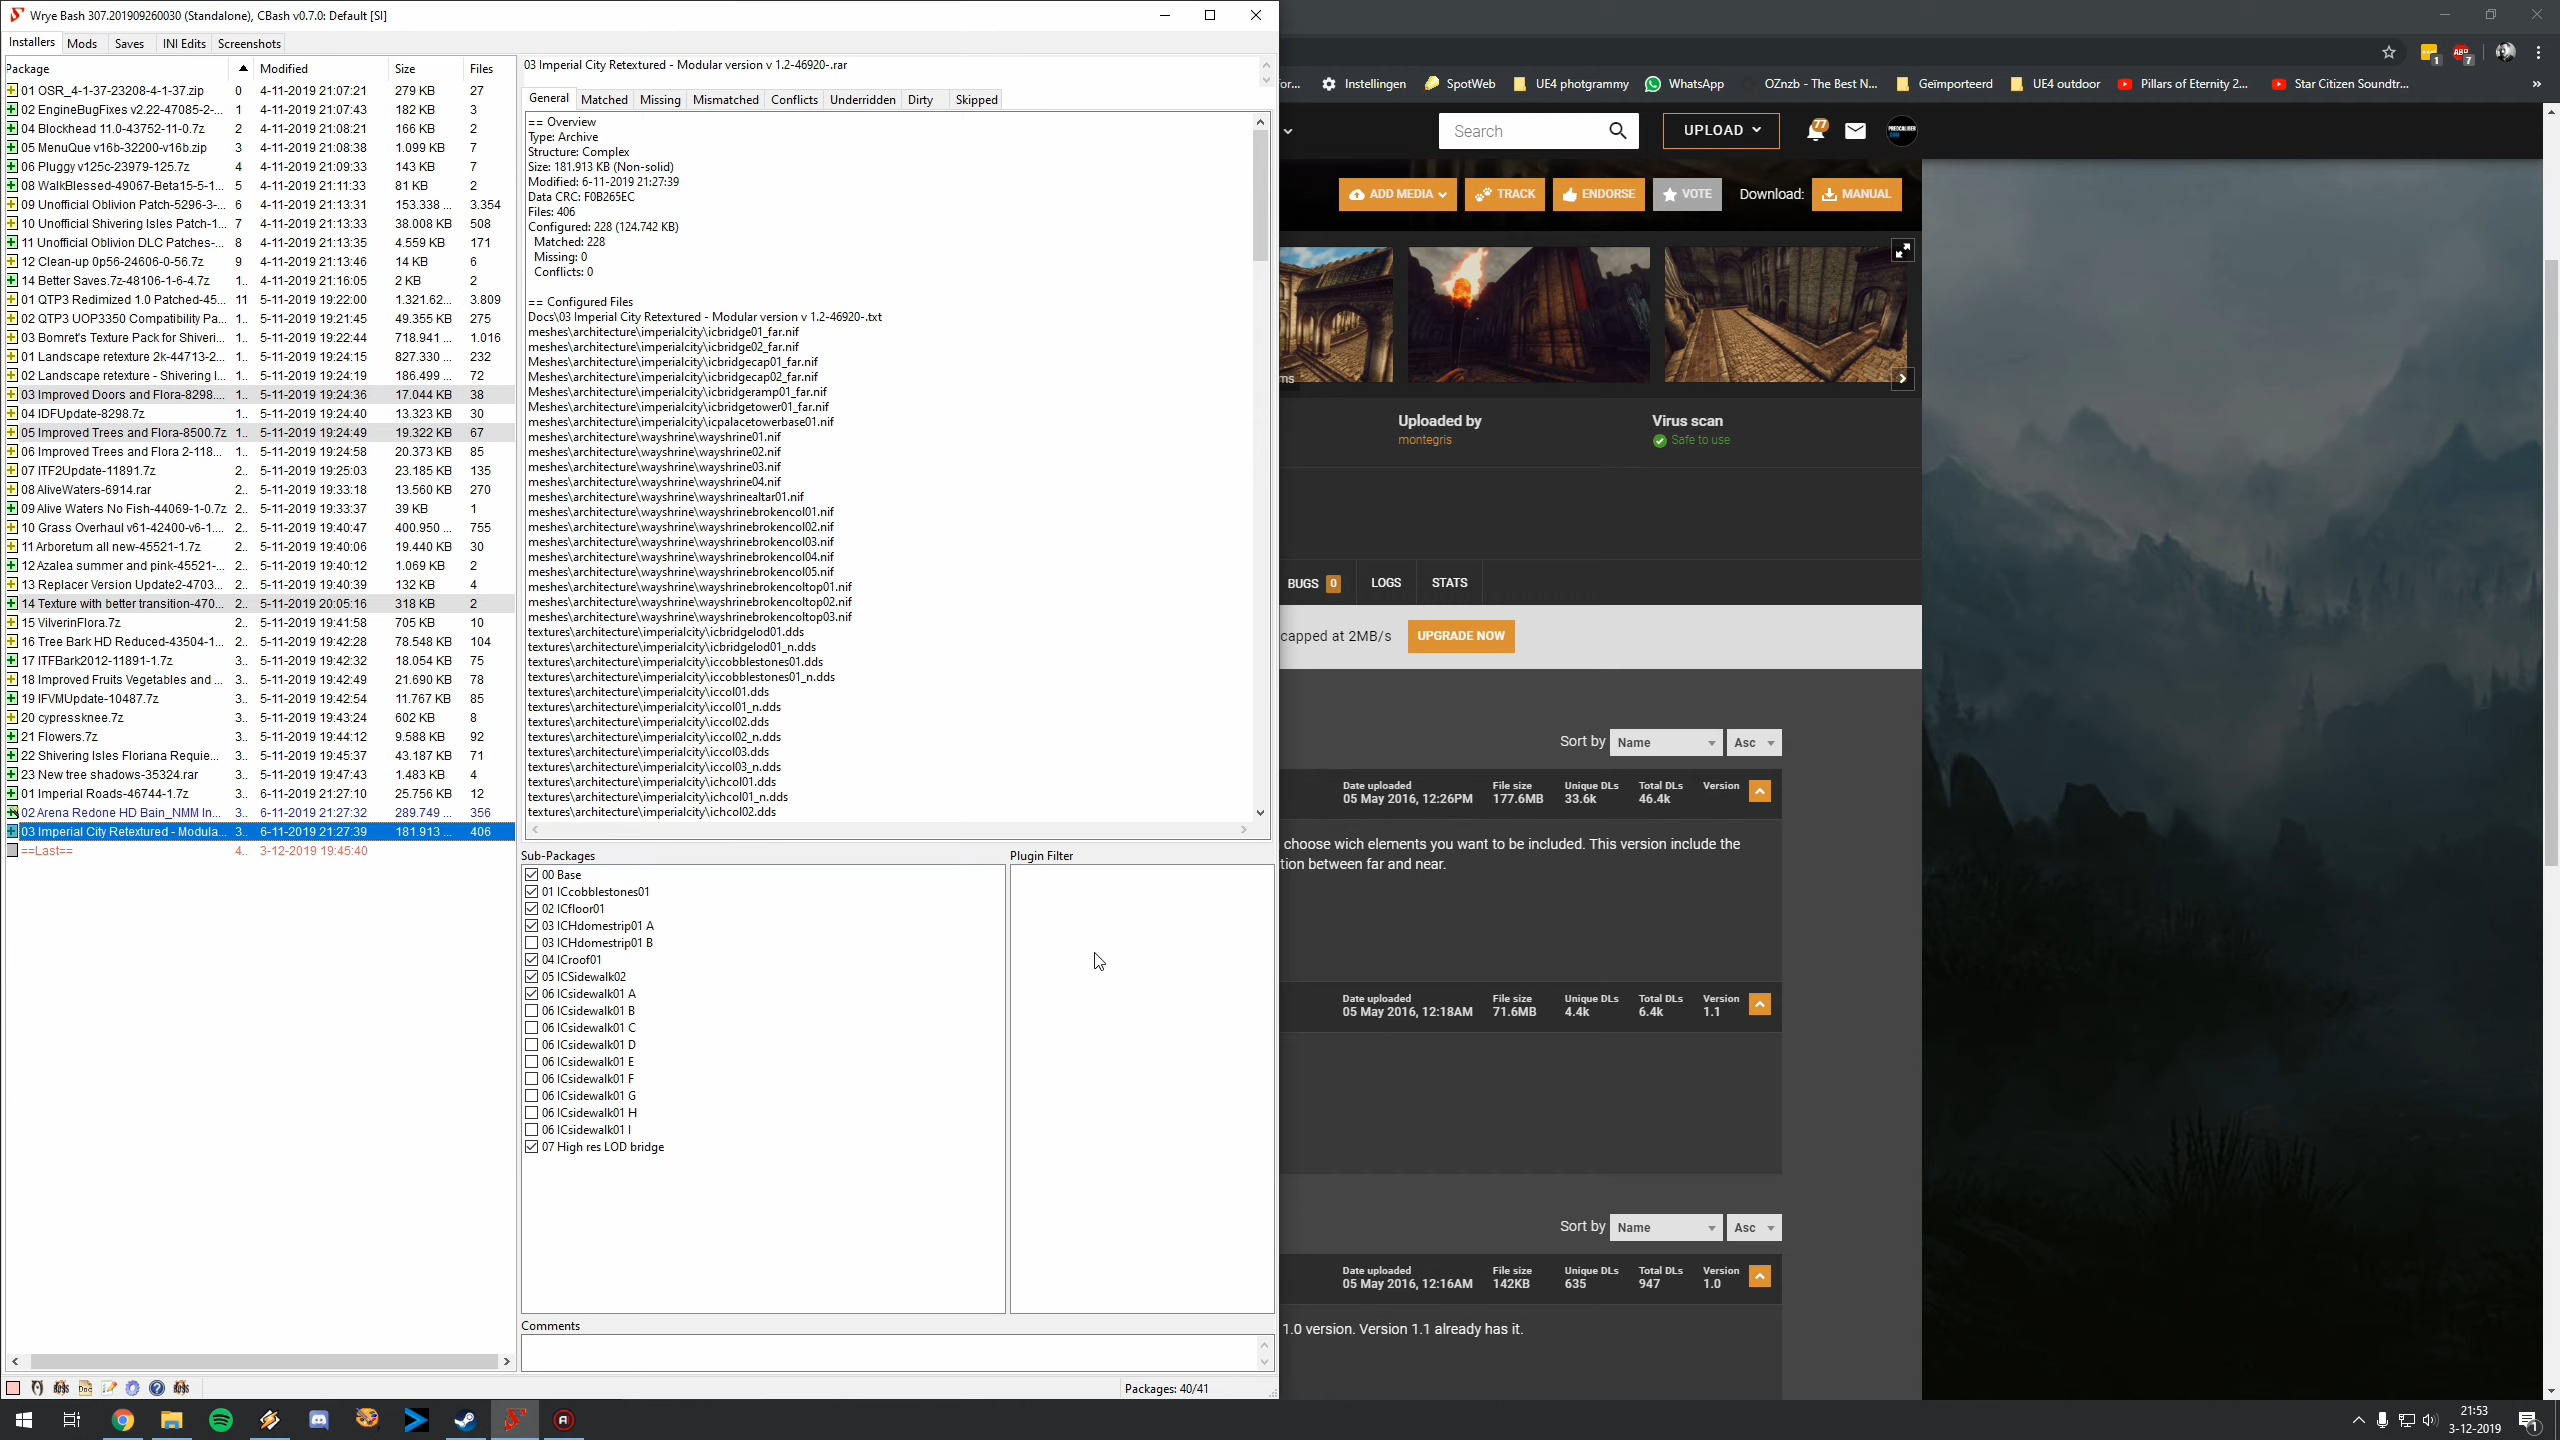 Wrye Bash 307.201909260030 (Standalone), CBash v0.7.0: Default [SI]
Installers Mods Saves INI Edits Screenshots
Package Modified Size Files
01 OSR_4-1-37-23208-4-1-37.zip 0 4-11-2019 21:07:21 279 KB 27
02 EngineBugFixes v2.22-47085-2-... 1 4-11-2019 21:07:43 182 KB 3
04 Blockhead 11.0-43752-11-0.7z 2 4-11-2019 21:08:21 166 KB 2
05 MenuQue v16b-32200-v16b.zip 3 4-11-2019 21:08:38 1.099 KB 7
06 Pluggy v125c-23979-125.7z 4 4-11-2019 21:09:33 143 KB 7
08 WalkBlessed-49067-Beta15-5-1... 5 4-11-2019 21:11:33 81 KB 2
09 Unofficial Oblivion Patch-5296-3-... 6 4-11-2019 21:13:31 153.338 ... 3.354
10 Unofficial Shivering Isles Patch-1... 7 4-11-2019 21:13:33 38.008 KB 508
11 Unofficial Oblivion DLC Patches-... 8 4-11-2019 21:13:35 4.559 KB 171
12 Clean-up 0p56-24606-0-56.7z 9 4-11-2019 21:13:46 14 KB 6
14 Better Saves.7z-48106-1-6-4.7z 1.. 4-11-2019 21:16:05 2 KB 2
01 QTP3 Redimized 1.0 Patched-45... 11 5-11-2019 19:22:00 1.321.62... 3.809
02 QTP3 UOP3350 Compatibility Pa... 1.. 5-11-2019 19:21:45 49.355 KB 275
03 Bomret's Texture Pack for Shiveri... 1.. 5-11-2019 19:22:44 718.941 ... 1.016
01 Landscape retexture 2k-44713-2... 1.. 5-11-2019 19:24:15 827.330 ... 232
02 Landscape retexture - Shivering I... 1.. 5-11-2019 19:24:19 186.499 ... 72
03 Improved Doors and Flora-8298.... 1.. 5-11-2019 19:24:36 17.044 KB 38
04 IDFUpdate-8298.7z 1.. 5-11-2019 19:24:40 13.323 KB 30
05 Improved Trees and Flora-8500.7z 1.. 5-11-2019 19:24:49 19.322 KB 67
06 Improved Trees and Flora 2-118... 1.. 5-11-2019 19:24:58 20.373 KB 85
07 ITF2Update-11891.7z 2.. 5-11-2019 19:25:03 23.185 KB 135
08 AliveWaters-6914.rar 2.. 5-11-2019 19:33:18 13.560 KB 270
09 Alive Waters No Fish-44069-1-0.7z 2.. 5-11-2019 19:33:37 39 KB 1
10 Grass Overhaul v61-42400-v6-1.... 2.. 5-11-2019 19:40:47 400.950 ... 755
11 Arboretum all new-45521-1.7z 2.. 5-11-2019 19:40:06 19.440 KB 30
12 Azalea summer and pink-45521-... 2.. 5-11-2019 19:40:12 1.069 KB 2
13 Replacer Version Update2-4703... 2.. 5-11-2019 19:40:39 132 KB 4
14 Texture with better transition-470... 2.. 5-11-2019 20:05:16 318 KB 2
15 VilverinFlora.7z 2.. 5-11-2019 19:41:58 705 KB 10
16 Tree Bark HD Reduced-43504-1... 2.. 5-11-2019 19:42:28 78.548 KB 104
17 ITFBark2012-11891-1.7z 3.. 5-11-2019 19:42:32 18.054 KB 75
18 Improved Fruits Vegetables and ... 3.. 5-11-2019 19:42:49 21.690 KB 78
19 IFVMUpdate-10487.7z 3.. 5-11-2019 19:42:54 11.767 KB 85
20 cypressknee.7z 3.. 5-11-2019 19:43:24 602 KB 8
21 Flowers.7z 3.. 5-11-2019 19:44:12 9.588 KB 92
22 Shivering Isles Floriana Requie... 3.. 5-11-2019 19:45:37 43.187 KB 71
23 New tree shadows-35324.rar 3.. 5-11-2019 19:47:43 1.483 KB 4
01 Imperial Roads-46744-1.7z 3.. 6-11-2019 21:27:10 25.756 KB 12
02 Arena Redone HD Bain_NMM In... 3.. 6-11-2019 21:27:32 289.749 ... 356
03 Imperial City Retextured - Modula... 3.. 6-11-2019 21:27:39 181.913 ... 406
==Last== 4.. 3-12-2019 19:45:40
03 Imperial City Retextured - Modular version v 1.2-46920-.rar
General Matched Missing Mismatched Conflicts Underridden Dirty Skipped
== Overview
Type: Archive
Structure: Complex
Size: 181.913 KB (Non-solid)
Modified: 6-11-2019 21:27:39
Data CRC: F0B265EC
Files: 406
Configured: 228 (124.742 KB)
Matched: 228
Missing: 0
Conflicts: 0
== Configured Files
Docs\03 Imperial City Retextured - Modular version v 1.2-46920-.txt
meshes\architecture\imperialcity\icbridge01_far.nif
meshes\architecture\imperialcity\icbridge02_far.nif
Meshes\architecture\imperialcity\icbridgecap01_far.nif
Meshes\architecture\imperialcity\icbridgecap02_far.nif
Meshes\architecture\imperialcity\icbridgeramp01_far.nif
Meshes\architecture\imperialcity\icbridgetower01_far.nif
meshes\architecture\imperialcity\icpalacetowerbase01.nif
meshes\architecture\wayshrine\wayshrine01.nif
meshes\architecture\wayshrine\wayshrine02.nif
meshes\architecture\wayshrine\wayshrine03.nif
meshes\architecture\wayshrine\wayshrine04.nif
meshes\architecture\wayshrine\wayshrinealtar01.nif
meshes\architecture\wayshrine\wayshrinebrokencol01.nif
meshes\architecture\wayshrine\wayshrinebrokencol02.nif
meshes\architecture\wayshrine\wayshrinebrokencol03.nif
meshes\architecture\wayshrine\wayshrinebrokencol04.nif
meshes\architecture\wayshrine\wayshrinebrokencol05.nif
meshes\architecture\wayshrine\wayshrinebrokencoltop01.nif
meshes\architecture\wayshrine\wayshrinebrokencoltop02.nif
meshes\architecture\wayshrine\wayshrinebrokencoltop03.nif
textures\architecture\imperialcity\icbridgelod01.dds
textures\architecture\imperialcity\icbridgelod01_n.dds
textures\architecture\imperialcity\iccobblestones01.dds
textures\architecture\imperialcity\iccobblestones01_n.dds
textures\architecture\imperialcity\iccol01.dds
textures\architecture\imperialcity\iccol01_n.dds
textures\architecture\imperialcity\iccol02.dds
textures\architecture\imperialcity\iccol02_n.dds
textures\architecture\imperialcity\iccol03.dds
textures\architecture\imperialcity\iccol03_n.dds
textures\architecture\imperialcity\ichcol01.dds
textures\architecture\imperialcity\ichcol01_n.dds
textures\architecture\imperialcity\ichcol02.dds
Sub-Packages
00 Base
01 ICcobblestones01
02 ICfloor01
03 ICHdomestrip01 A
03 ICHdomestrip01 B
04 ICroof01
05 ICSidewalk02
06 ICsidewalk01 A
06 ICsidewalk01 B
06 ICsidewalk01 C
06 ICsidewalk01 D
06 ICsidewalk01 E
06 ICsidewalk01 F
06 ICsidewalk01 G
06 ICsidewalk01 H
06 ICsidewalk01 I
07 High res LOD bridge
Plugin Filter
Comments
Packages: 40/41
for... Instellingen SpotWeb UE4 photgrammy WhatsApp OZnzb - The Best N... Geïmporteerd UE4 outdoor Pillars of Eternity 2... Star Citizen Soundtr... »
1 ABP 7
Search UPLOAD 77
ADD MEDIA TRACK ENDORSE VOTE Download: MANUAL
ms
Uploaded by
montegris
Virus scan
Safe to use
BUGS 0 LOGS STATS
capped at 2MB/s UPGRADE NOW
Sort by Name Asc
Date uploaded File size Unique DLs Total DLs Version
05 May 2016, 12:26PM 177.6MB 33.6k 46.4k
choose wich elements you want to be included. This version include the
tion between far and near.
Date uploaded File size Unique DLs Total DLs Version
05 May 2016, 12:18AM 71.6MB 4.4k 6.4k 1.1
Sort by Name Asc
Date uploaded File size Unique DLs Total DLs Version
05 May 2016, 12:16AM 142KB 635 947 1.0
1.0 version. Version 1.1 already has it.
21:53
3-12-2019
1